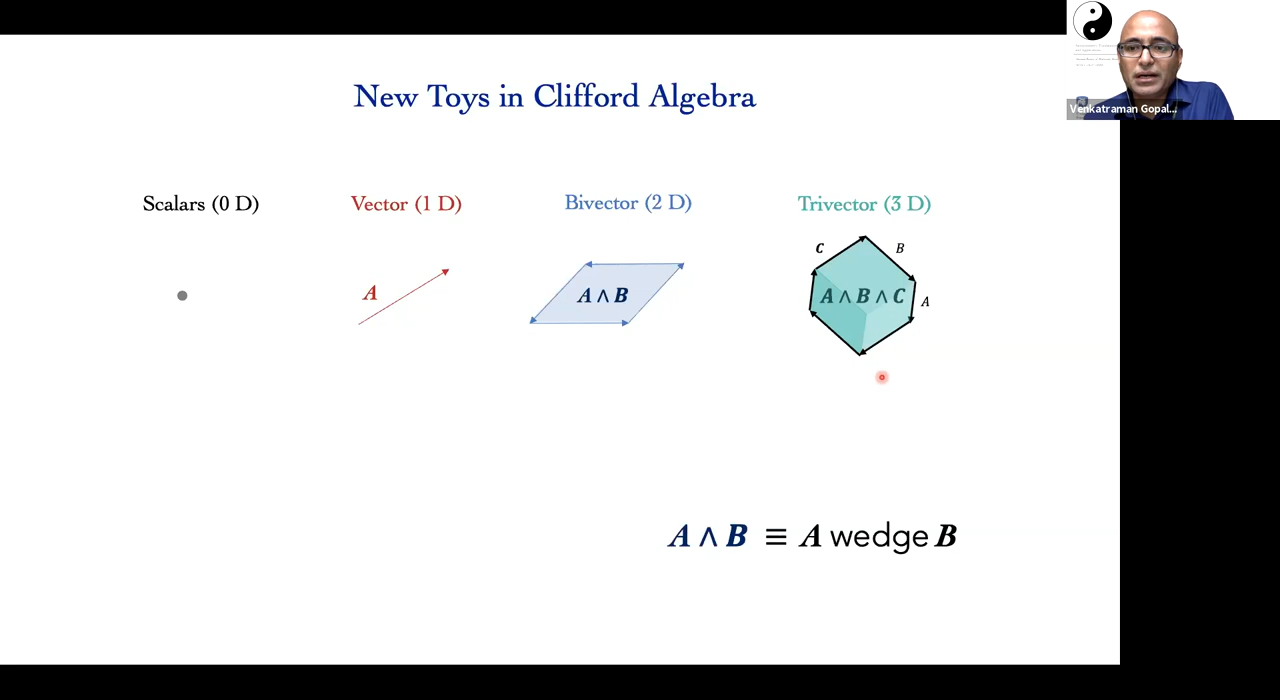 New Toys in Clifford Algebra
Venkatraman Gopal...
Scalars (0 D)
Vector (1 D)
Bivector (2 D)
Trivector (3 D)
A
A ∧ B
C
B
A ∧ B ∧ C
A
A ∧ B ≡ A wedge B